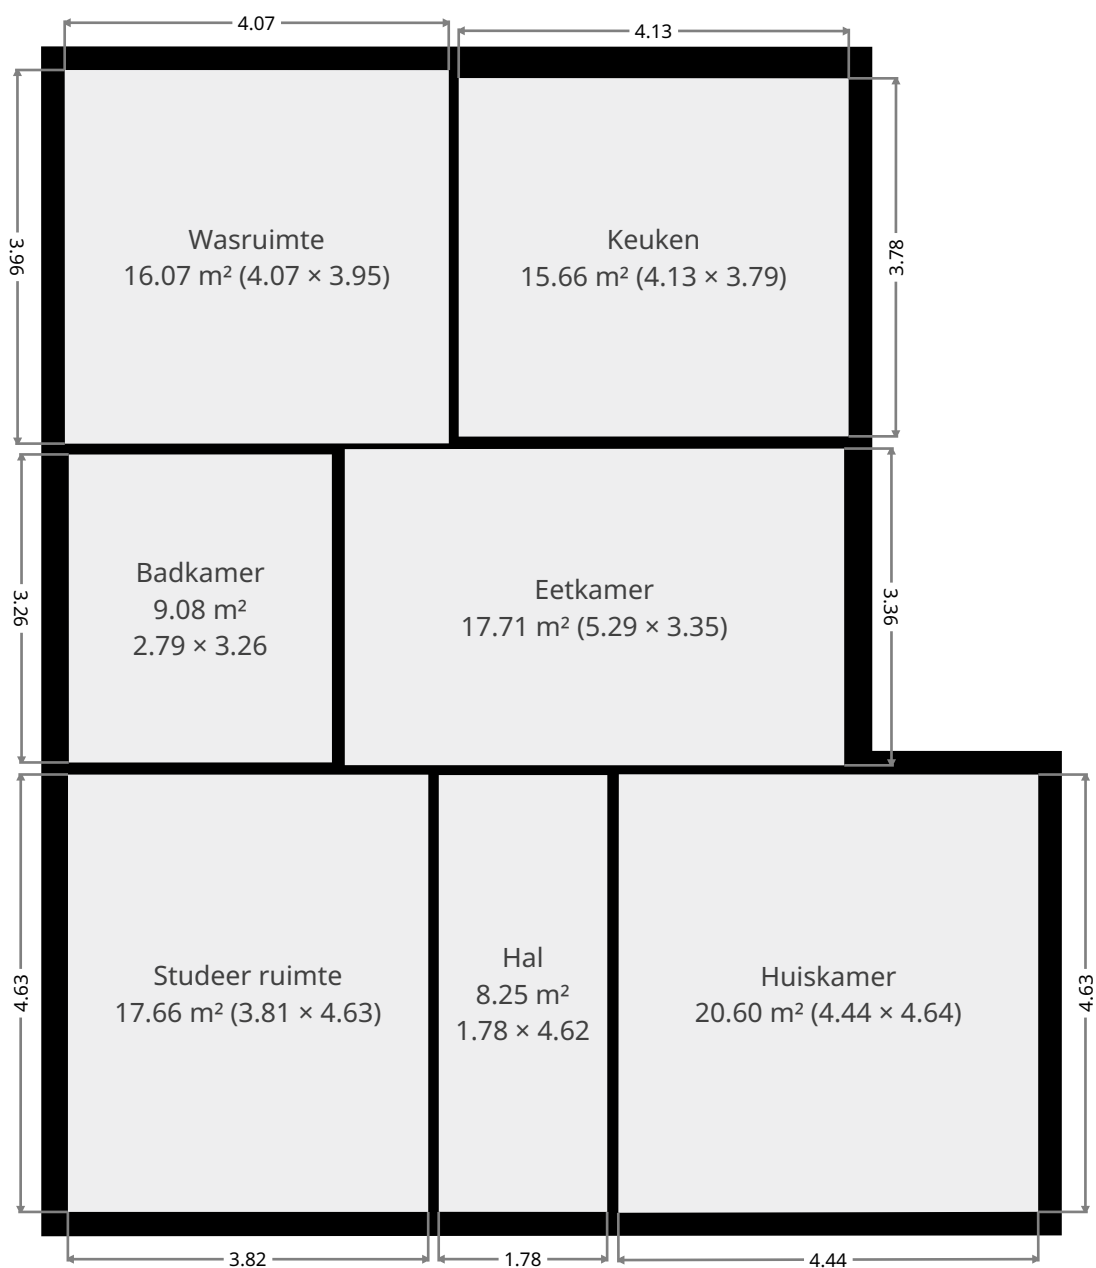 4.07
4.13
3.96
Wasruimte
16.07 m² (4.07 × 3.95)
Keuken
15.66 m² (4.13 × 3.79)
3.78
3.26
Badkamer
9.08 m²
2.79 × 3.26
Eetkamer
17.71 m² (5.29 × 3.35)
3.36
4.63
Studeer ruimte
17.66 m² (3.81 × 4.63)
Hal
8.25 m²
1.78 × 4.62
Huiskamer
20.60 m² (4.44 × 4.64)
4.63
3.82
1.78
4.44